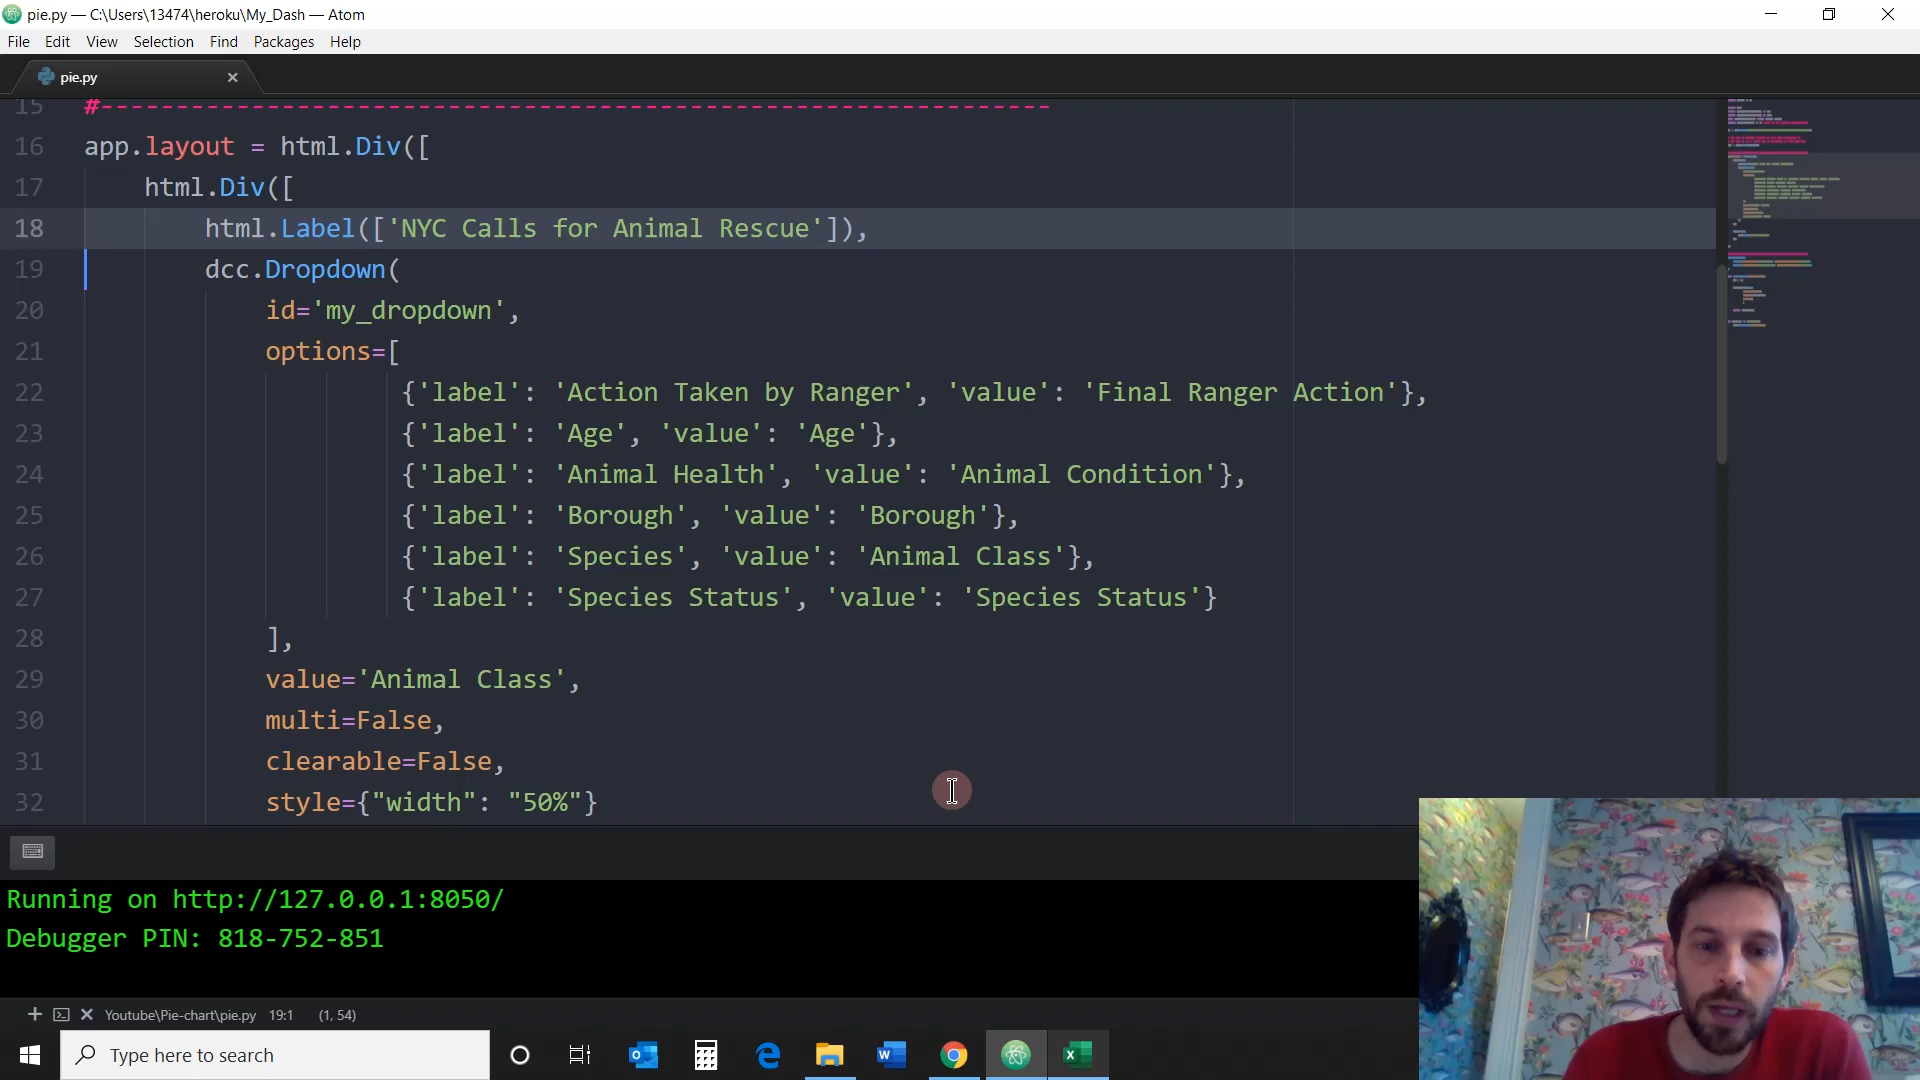 pie.py — C:\Users\13474\heroku\My_Dash — Atom
File Edit View Selection Find Packages Help
pie.py
15 #---------------------------------------------------------------
16 app.layout = html.Div([
17 html.Div([
18 html.Label(['NYC Calls for Animal Rescue']),
19 dcc.Dropdown(
20 id='my_dropdown',
21 options=[
22 {'label': 'Action Taken by Ranger', 'value': 'Final Ranger Action'},
23 {'label': 'Age', 'value': 'Age'},
24 {'label': 'Animal Health', 'value': 'Animal Condition'},
25 {'label': 'Borough', 'value': 'Borough'},
26 {'label': 'Species', 'value': 'Animal Class'},
27 {'label': 'Species Status', 'value': 'Species Status'}
28 ],
29 value='Animal Class',
30 multi=False,
31 clearable=False,
32 style={"width": "50%"}
Running on http://127.0.0.1:8050/
Debugger PIN: 818-752-851
Youtube\Pie-chart\pie.py 19:1 (1, 54)
Type here to search